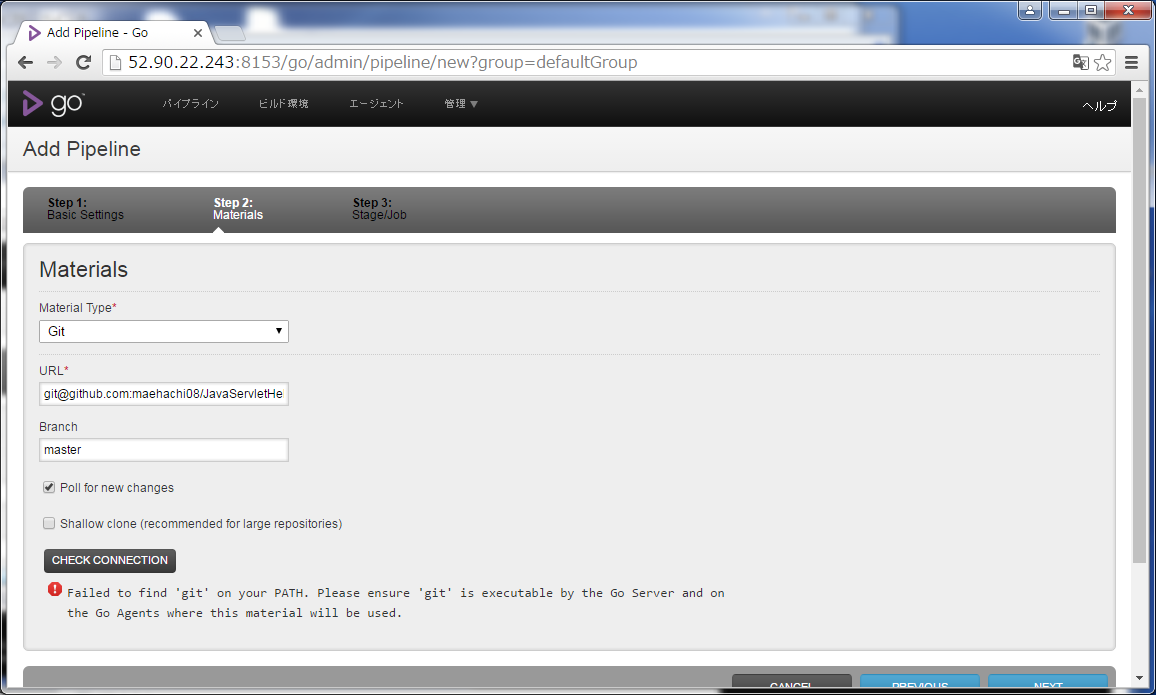 Add Pipeline - Go
52.90.22.243:8153/go/admin/pipeline/new?group=defaultGroup
go パイプライン ビルド環境 エージェント 管理 ▼ ヘルプ
Add Pipeline
Step 1: Step 2: Step 3:
Basic Settings Materials Stage/Job
Materials
Material Type*
Git
URL*
git@github.com:maehachi08/JavaServletHe
Branch
master
Poll for new changes
Shallow clone (recommended for large repositories)
CHECK CONNECTION
Failed to find 'git' on your PATH. Please ensure 'git' is executable by the Go Server and on
the Go Agents where this material will be used.
CANCEL PREVIOUS NEXT